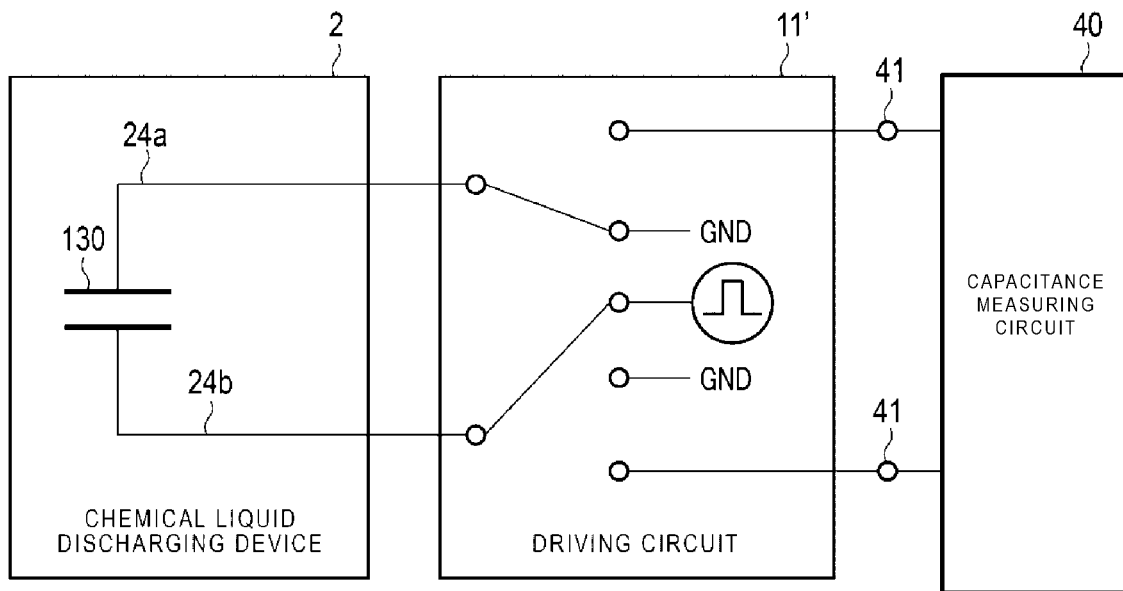 2
11'
40
41
24a
130
GND
CAPACITANCE
MEASURING
CIRCUIT
GND
24b
41
CHEMICAL LIQUID
DISCHARGING DEVICE
DRIVING CIRCUIT